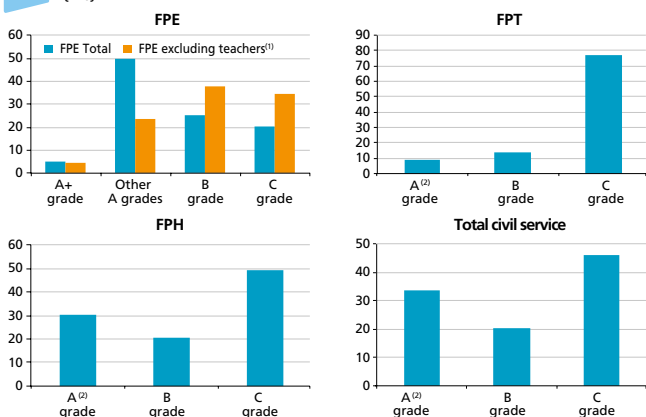 FPE
60
50
40
30
20
10
0
FPE Total
FPE excluding teachers(1)
A+
grade
Other
A grades
B
grade
C
grade
FPT
90
80
70
60
50
40
30
20
10
0
A (2)
grade
B
grade
C
grade
FPH
60
50
40
30
20
10
0
A (2)
grade
B
grade
C
grade
Total civil service
50
40
30
20
10
0
A (2)
grade
B
grade
C
grade